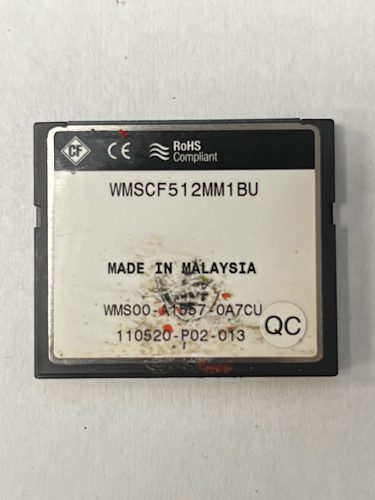 CF CE RoHS
Compliant
WMSCF512MM1BU
MADE IN MALAYSIA
WMS00-A1557-0A7CU
110520-P02-013
QC